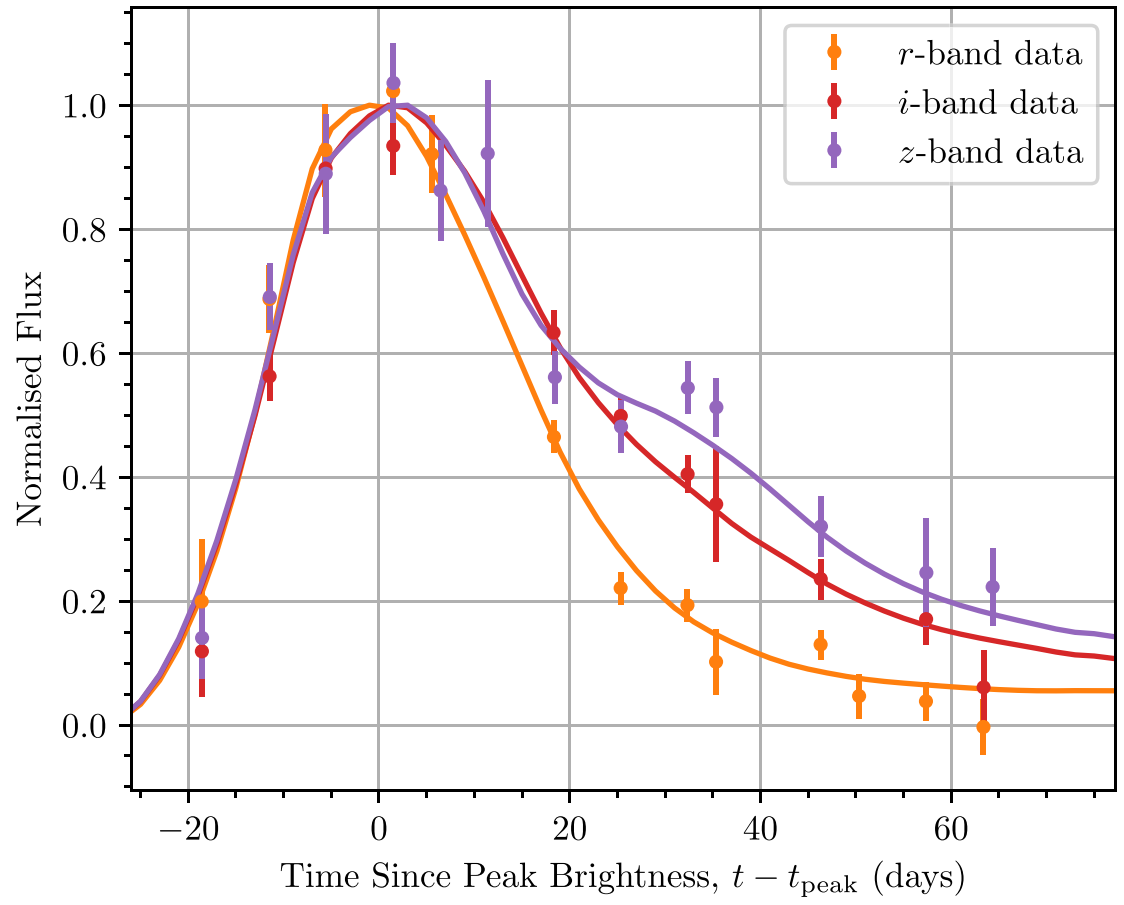 r-band data
i-band data
z-band data
1.0
0.8
0.6
0.4
0.2
0.0
Normalised Flux
−20 0 20 40 60
Time Since Peak Brightness, t − tpeak (days)